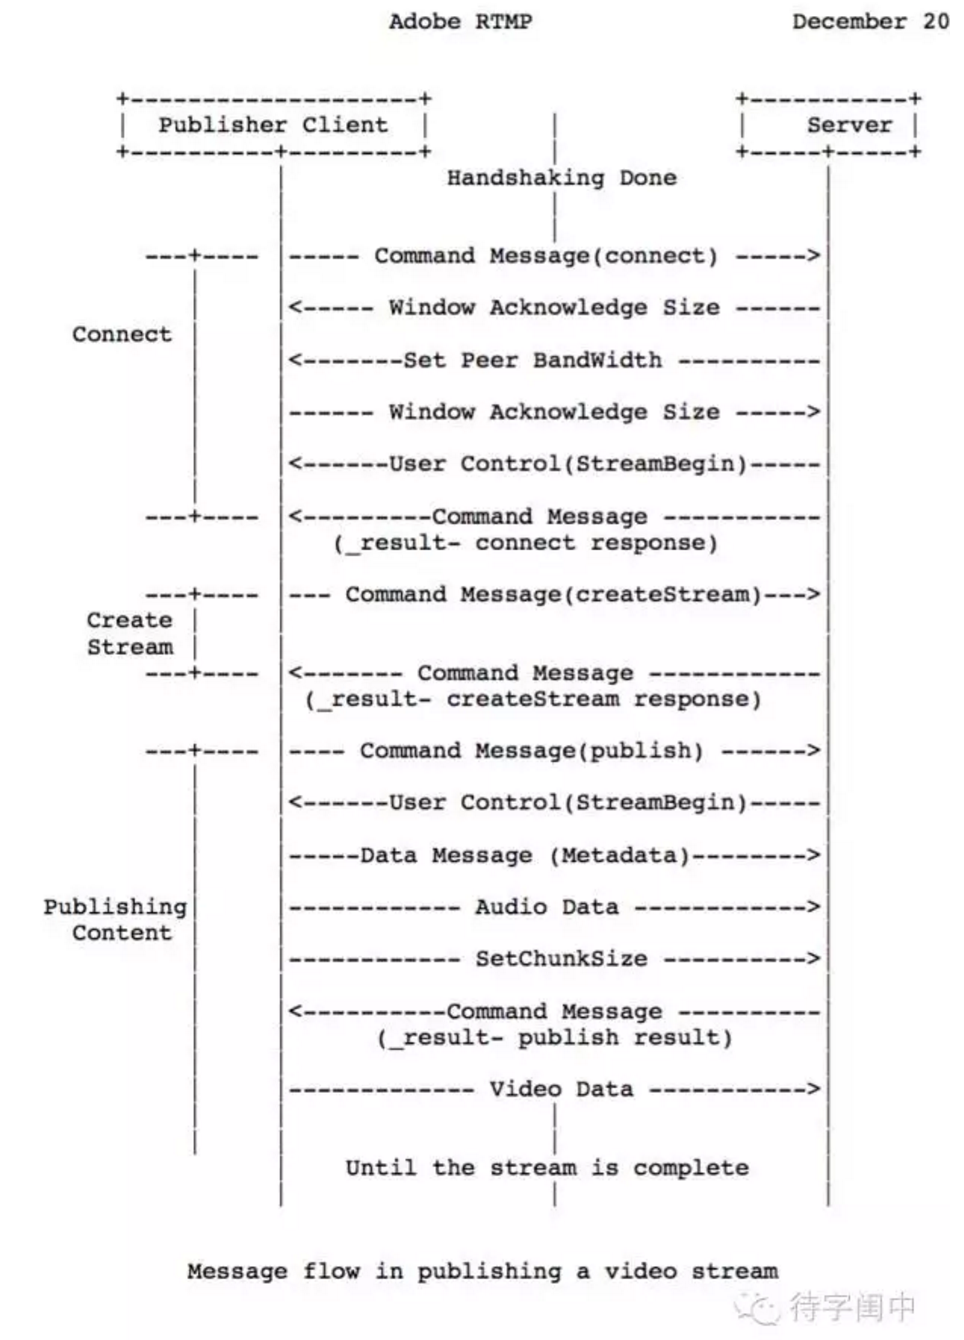 Adobe RTMP December 20
Publisher Client Server
Handshaking Done
Command Message(connect)
Window Acknowledge Size
Connect
Set Peer BandWidth
Window Acknowledge Size
User Control(StreamBegin)
Command Message
(_result- connect response)
Command Message(createStream)
Create
Stream
Command Message
(_result- createStream response)
Command Message(publish)
User Control(StreamBegin)
Data Message (Metadata)
Publishing Audio Data
Content
SetChunkSize
Command Message
(_result- publish result)
Video Data
Until the stream is complete
Message flow in publishing a video stream
待字闺中